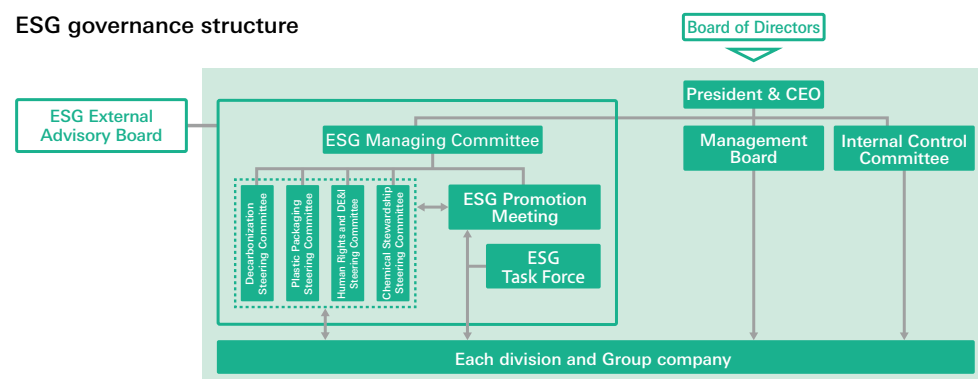 ESG governance structure
Board of Directors
President & CEO
ESG External
Advisory Board
ESG Managing Committee
Management
Board
Internal Control
Committee
Decarbonization
Steering Committee
Plastic Packaging
Steering Committee
Human Rights and DE&I
Steering Committee
Chemical Stewardship
Steering Committee
ESG Promotion
Meeting
ESG
Task Force
Each division and Group company